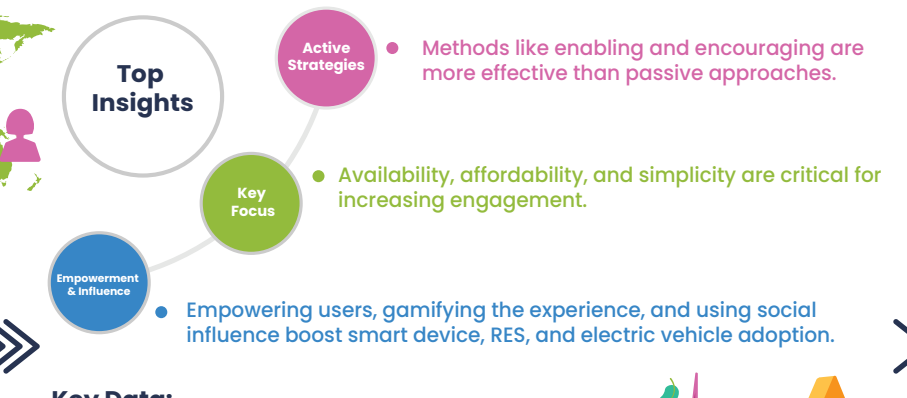 Top
Insights
Active
Strategies
Methods like enabling and encouraging are
more effective than passive approaches.
Key
Focus
Availability, affordability, and simplicity are critical for
increasing engagement.
Empowerment
& Influence
Empowering users, gamifying the experience, and using social
influence boost smart device, RES, and electric vehicle adoption.
Key Data: